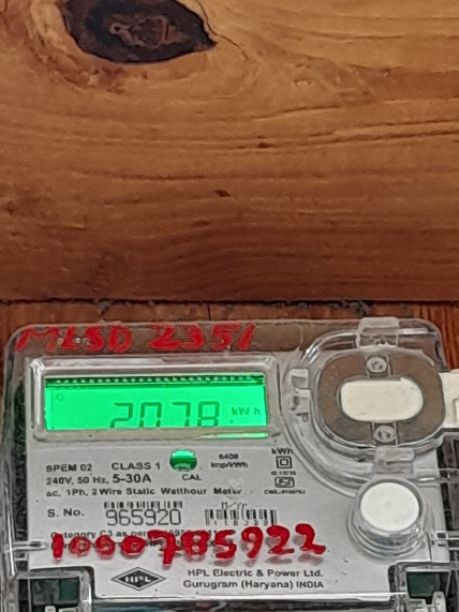 MLSD 2351
2078 kWh
SPEM 02 CLASS 1 6400 kWh
240V, 50 Hz, 5-30A CAL imp/kWh
ac, 1Ph, 2 Wire Static Watthour Meter
S. No. 965920 M-Yr
1000785922
HPL HPL Electric & Power Ltd.
Gurugram (Haryana) INDIA